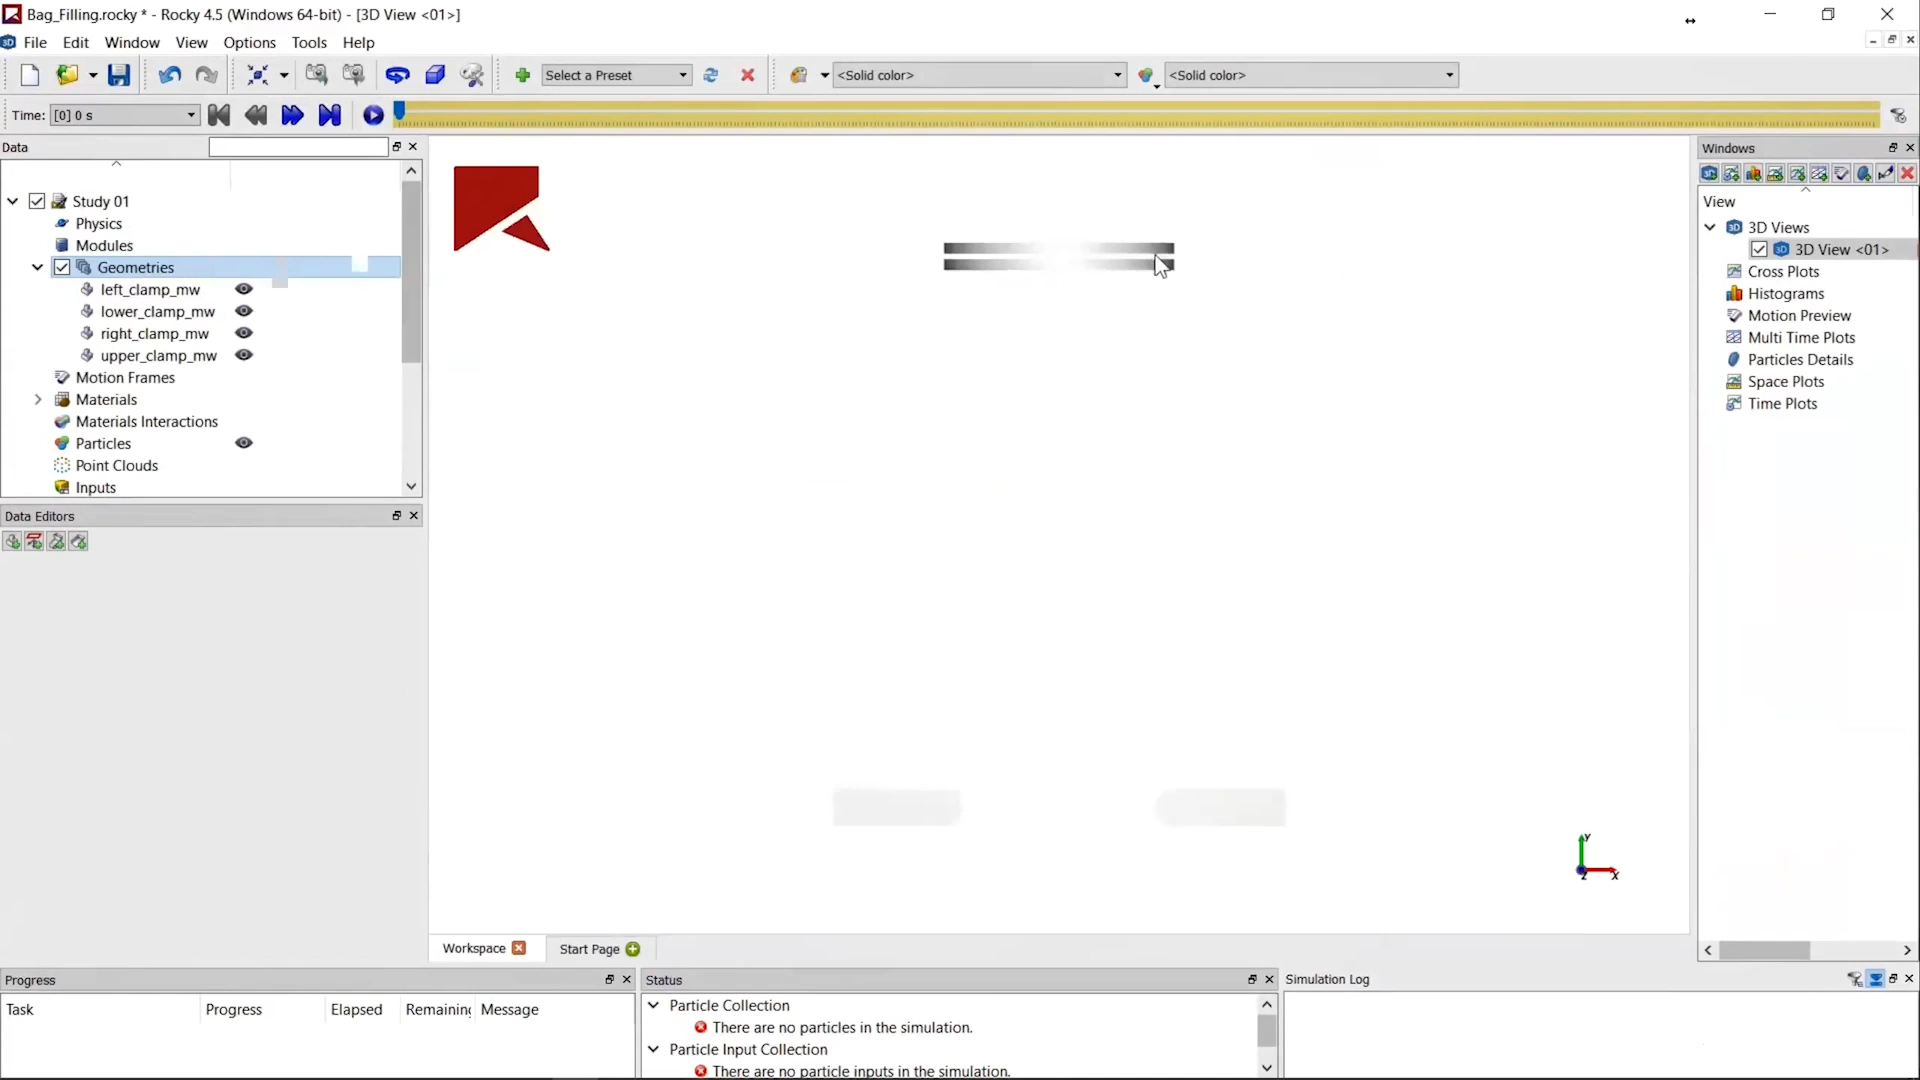 Bag_Filling.rocky * - Rocky 4.5 (Windows 64-bit) - [3D View <01>]
3D File Edit Window View Options Tools Help
Select a Preset <Solid color> <Solid color>
Time: [0] 0 s
Data
Study 01
Physics
Modules
Geometries
left_clamp_mw
lower_clamp_mw
right_clamp_mw
upper_clamp_mw
Motion Frames
Materials
Materials Interactions
Particles
Point Clouds
Inputs
Data Editors
Y
Z X
Workspace Start Page
Windows
View
3D 3D Views
3D View <01>
Cross Plots
Histograms
Motion Preview
Multi Time Plots
Particles Details
Space Plots
Time Plots
Progress
Task Progress Elapsed Remaining Message
Status
Particle Collection
There are no particles in the simulation.
Particle Input Collection
There are no particle inputs in the simulation.
Simulation Log